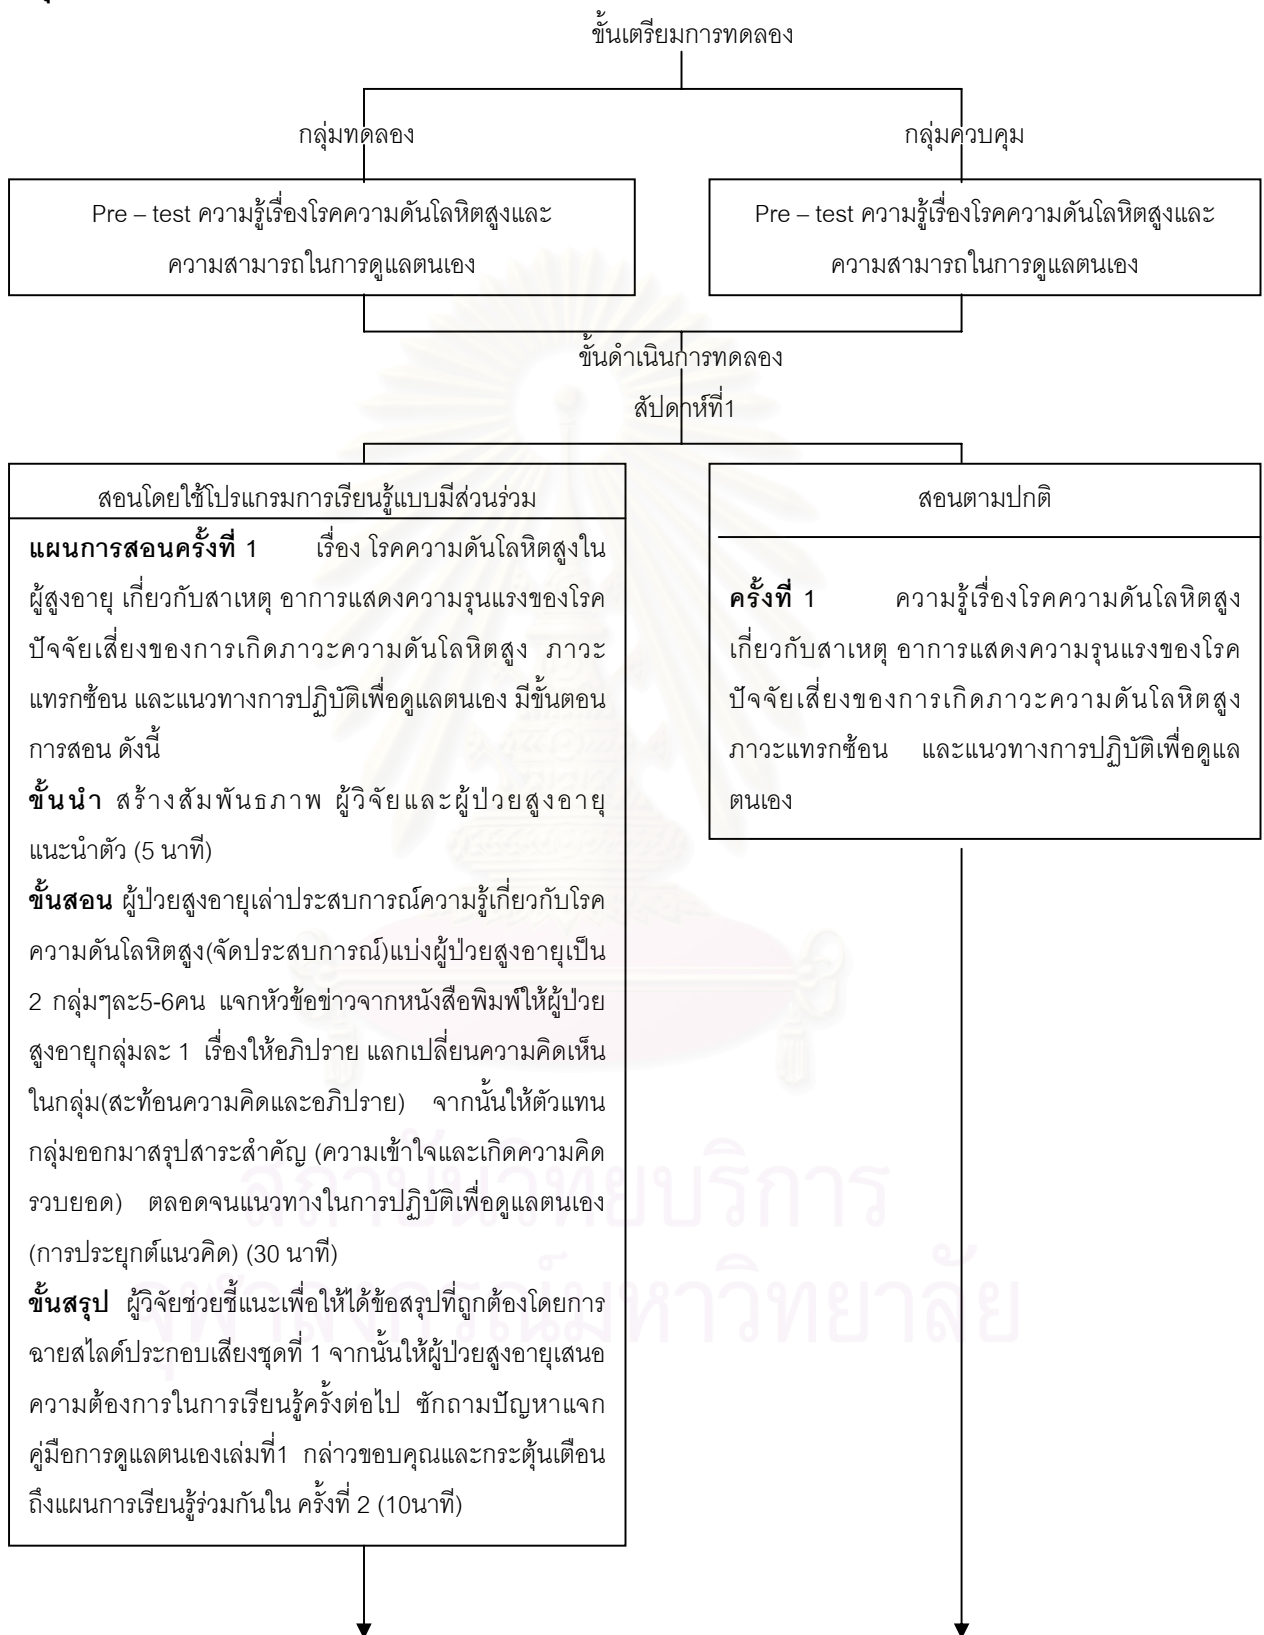 ขั้นเตรียมการทดลอง
กลุ่มทดลอง
กลุ่มควบคุม
Pre – test ความรู้เรื่องโรคความดันโลหิตสูงและ
ความสามารถในการดูแลตนเอง
Pre – test ความรู้เรื่องโรคความดันโลหิตสูงและ
ความสามารถในการดูแลตนเอง
ขั้นดำเนินการทดลอง
สัปดาห์ที่1
สอนโดยใช้โปรแกรมการเรียนรู้แบบมีส่วนร่วม
แผนการสอนครั้งที่ 1 เรื่อง โรคความดันโลหิตสูงใน
ผู้สูงอายุ เกี่ยวกับสาเหตุ อาการแสดงความรุนแรงของโรค
ปัจจัยเสี่ยงของการเกิดภาวะความดันโลหิตสูง ภาวะ
แทรกซ้อน และแนวทางการปฏิบัติเพื่อดูแลตนเอง มีขั้นตอน
การสอน ดังนี้
ขั้นนำ สร้างสัมพันธภาพ ผู้วิจัยและผู้ป่วยสูงอายุ
แนะนำตัว (5 นาที)
ขั้นสอน ผู้ป่วยสูงอายุเล่าประสบการณ์ความรู้เกี่ยวกับโรค
ความดันโลหิตสูง(จัดประสบการณ์)แบ่งผู้ป่วยสูงอายุเป็น
2 กลุ่มๆละ5-6คน แจกหัวข้อข่าวจากหนังสือพิมพ์ให้ผู้ป่วย
สูงอายุกลุ่มละ 1 เรื่องให้อภิปราย แลกเปลี่ยนความคิดเห็น
ในกลุ่ม(สะท้อนความคิดและอภิปราย) จากนั้นให้ตัวแทน
กลุ่มออกมาสรุปสาระสำคัญ (ความเข้าใจและเกิดความคิด
รวบยอด) ตลอดจนแนวทางในการปฏิบัติเพื่อดูแลตนเอง
(การประยุกต์แนวคิด) (30 นาที)
ขั้นสรุป ผู้วิจัยช่วยชี้แนะเพื่อให้ได้ข้อสรุปที่ถูกต้องโดยการ
ฉายสไลด์ประกอบเสียงชุดที่ 1 จากนั้นให้ผู้ป่วยสูงอายุเสนอ
ความต้องการในการเรียนรู้ครั้งต่อไป ซักถามปัญหาแจก
คู่มือการดูแลตนเองเล่มที่1 กล่าวขอบคุณและกระตุ้นเตือน
ถึงแผนการเรียนรู้ร่วมกันใน ครั้งที่ 2 (10นาที)
สอนตามปกติ
ครั้งที่ 1 ความรู้เรื่องโรคความดันโลหิตสูง
เกี่ยวกับสาเหตุ อาการแสดงความรุนแรงของโรค
ปัจจัยเสี่ยงของการเกิดภาวะความดันโลหิตสูง
ภาวะแทรกซ้อน และแนวทางการปฏิบัติเพื่อดูแล
ตนเอง
สถาบันวิทยบริการ
จุฬาลงกรณ์มหาวิทยาลัย